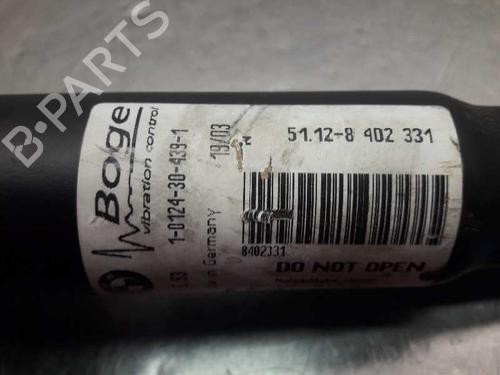 Boge
vibration control
1-0124-30-439-1
19/03
in Germany
51.12-8 402 331
8402331
DO NOT OPEN
B-PARTS